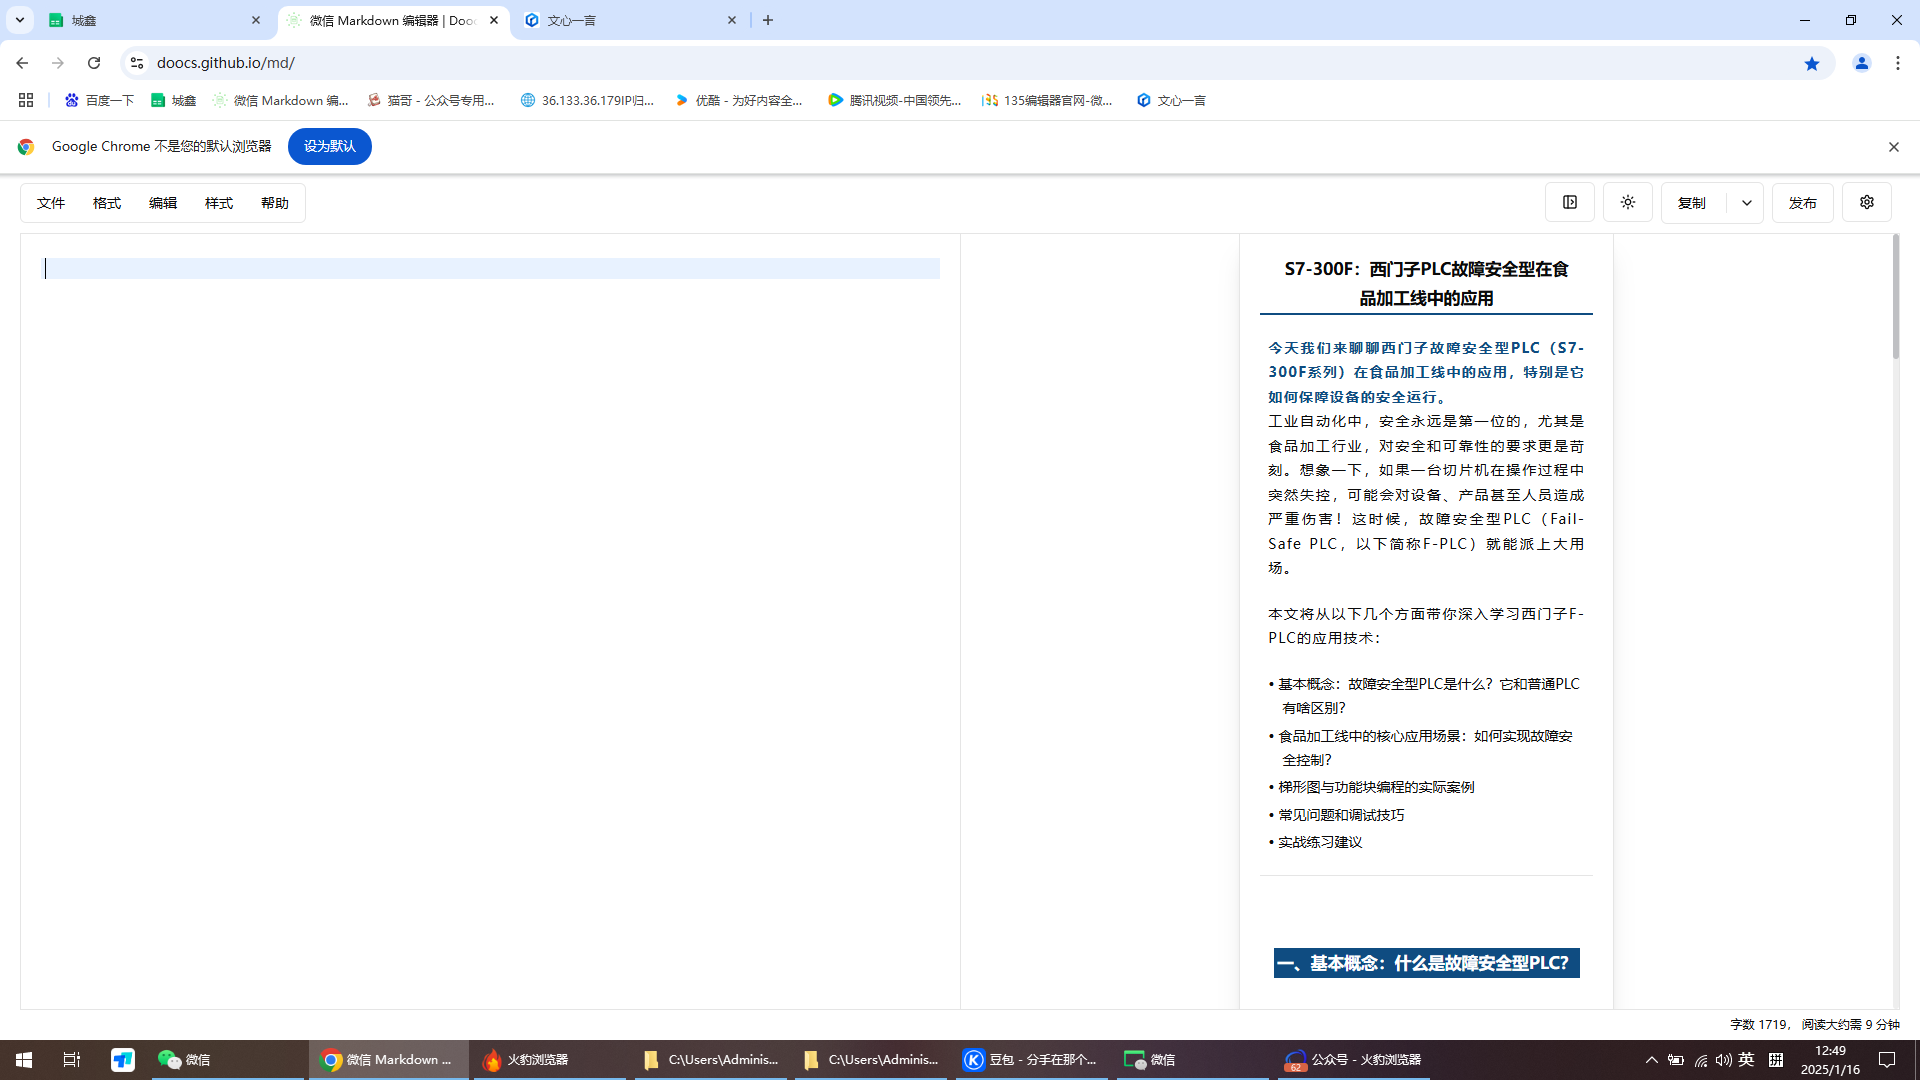 城鑫
微信 Markdown 编辑器 | Dooc
文心一言
doocs.github.io/md/
百度一下
城鑫
微信 Markdown 编...
猫哥 - 公众号专用...
36.133.36.179IP归...
优酷 - 为好内容全...
腾讯视频-中国领先...
135编辑器官网-微...
文心一言
Google Chrome 不是您的默认浏览器
设为默认
文件
格式
编辑
样式
帮助
复制
发布
S7-300F：西门子PLC故障安全型在食
品加工线中的应用
今天我们来聊聊西门子故障安全型PLC（S7-
300F系列）在食品加工线中的应用，特别是它
如何保障设备的安全运行。
工业自动化中，安全永远是第一位的，尤其是
食品加工行业，对安全和可靠性的要求更是苛
刻。想象一下，如果一台切片机在操作过程中
突然失控，可能会对设备、产品甚至人员造成
严重伤害！这时候，故障安全型PLC（Fail-
Safe PLC，以下简称F-PLC）就能派上大用
场。
本文将从以下几个方面带你深入学习西门子F-
PLC的应用技术：
• 基本概念：故障安全型PLC是什么？它和普通PLC
有啥区别？
• 食品加工线中的核心应用场景：如何实现故障安
全控制？
• 梯形图与功能块编程的实际案例
• 常见问题和调试技巧
• 实战练习建议
一、基本概念：什么是故障安全型PLC？
字数 1719， 阅读大约需 9 分钟
微信
微信 Markdown ...
火豹浏览器
C:\Users\Adminis...
C:\Users\Adminis...
豆包 - 分手在那个...
微信
62
公众号 - 火豹浏览器
英
拼
12:49
2025/1/16